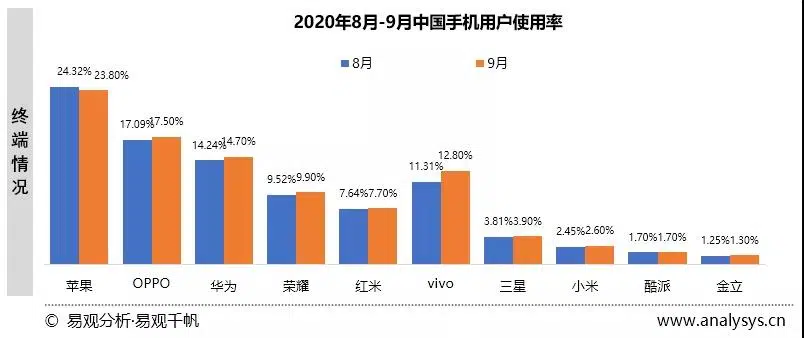 2020年8月-9月中国手机用户使用率
8月 9月
终端情况
24.32% 23.80%
17.09% 17.50%
14.24% 14.70%
9.52% 9.90%
7.64% 7.70%
11.31% 12.80%
3.81% 3.90%
2.45% 2.60%
1.70% 1.70%
1.25% 1.30%
苹果 OPPO 华为 荣耀 红米 vivo 三星 小米 酷派 金立
© 易观分析·易观千帆 www.analysys.cn